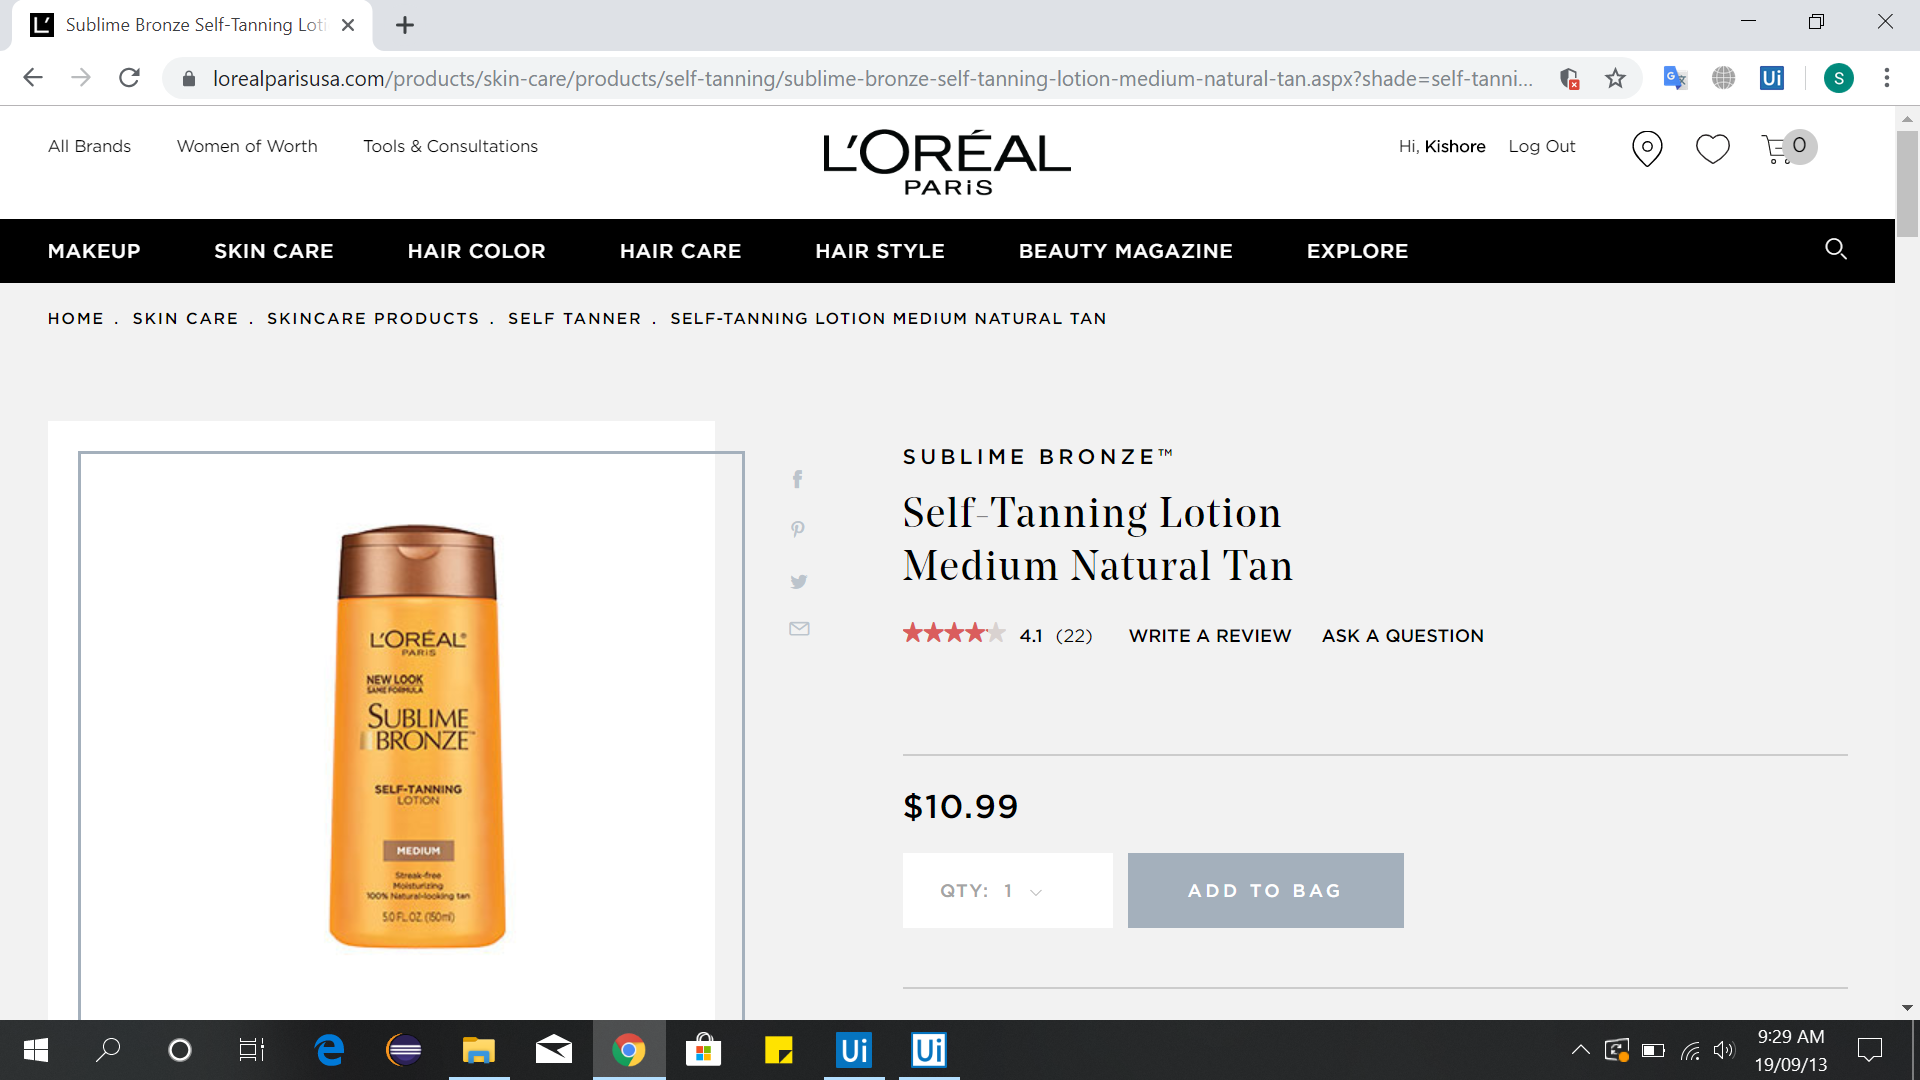 Sublime Bronze Self-Tanning Loti
lorealparisusa.com/products/skin-care/products/self-tanning/sublime-bronze-self-tanning-lotion-medium-natural-tan.aspx?shade=self-tanni...
Ui
S
All Brands
Women of Worth
Tools & Consultations
L'ORÉAL
PARIS
Hi, Kishore
Log Out
0
MAKEUP
SKIN CARE
HAIR COLOR
HAIR CARE
HAIR STYLE
BEAUTY MAGAZINE
EXPLORE
HOME . SKIN CARE . SKINCARE PRODUCTS . SELF TANNER . SELF-TANNING LOTION MEDIUM NATURAL TAN
L'ORÉAL®
PARIS
NEW LOOK
SAME FORMULA
SUBLIME
BRONZE™
SELF-TANNING
LOTION
MEDIUM
Streak-free
Moisturizing
100% Natural-looking tan
5.0 FL. OZ. (150ml)
SUBLIME BRONZE™
Self-Tanning Lotion
Medium Natural Tan
4.1 (22)
WRITE A REVIEW
ASK A QUESTION
$10.99
QTY: 1
ADD TO BAG
Ui
Ui
9:29 AM
19/09/13